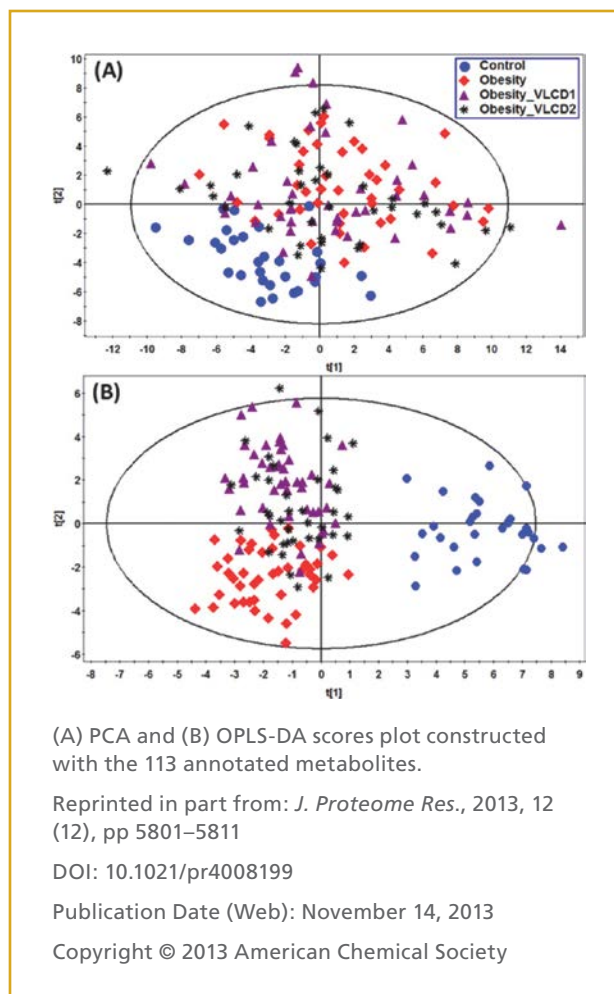 (A)
Control
Obesity
Obesity_VLCD1
Obesity_VLCD2
10
8
6
4
2
0
-2
-4
-6
-8
t[2]
-12 -10 -8 -6 -4 -2 0 2 4 6 8 10 12 14
t[1]
(B)
6
4
2
0
-2
-4
-6
t[2]
-8 -7 -6 -5 -4 -3 -2 -1 0 1 2 3 4 5 6 7 8 9
t[1]
(A) PCA and (B) OPLS-DA scores plot constructed
with the 113 annotated metabolites.
Reprinted in part from: J. Proteome Res., 2013, 12
(12), pp 5801–5811
DOI: 10.1021/pr4008199
Publication Date (Web): November 14, 2013
Copyright © 2013 American Chemical Society